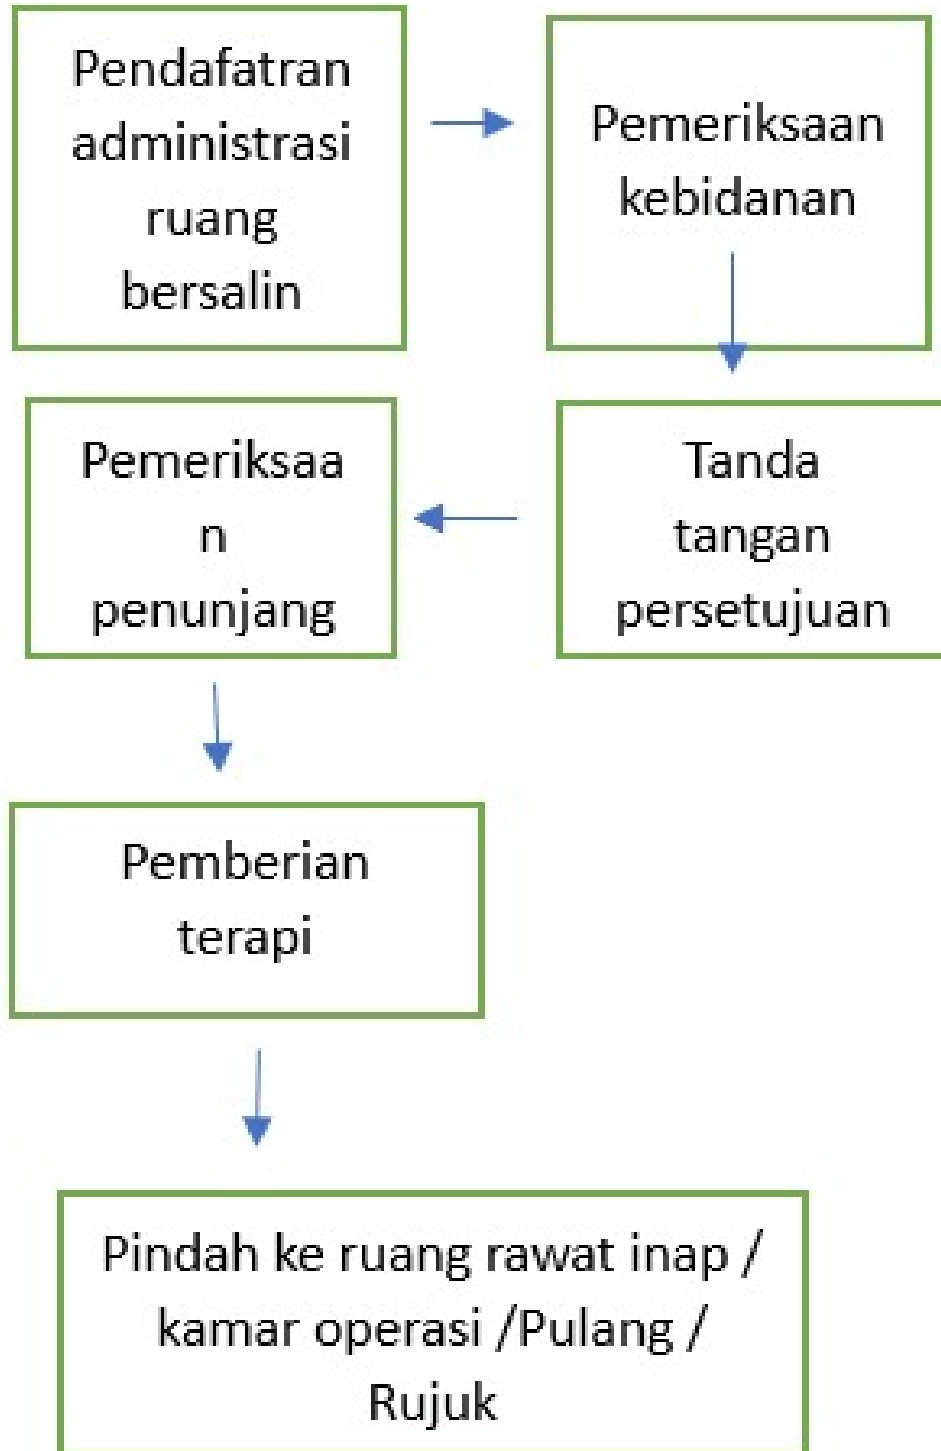 Pendafatran
administrasi
ruang
bersalin
Pemeriksaan
kebidanan
Tanda
tangan
persetujuan
Pemeriksaa
n
penunjang
Pemberian
terapi
Pindah ke ruang rawat inap /
kamar operasi /Pulang /
Rujuk